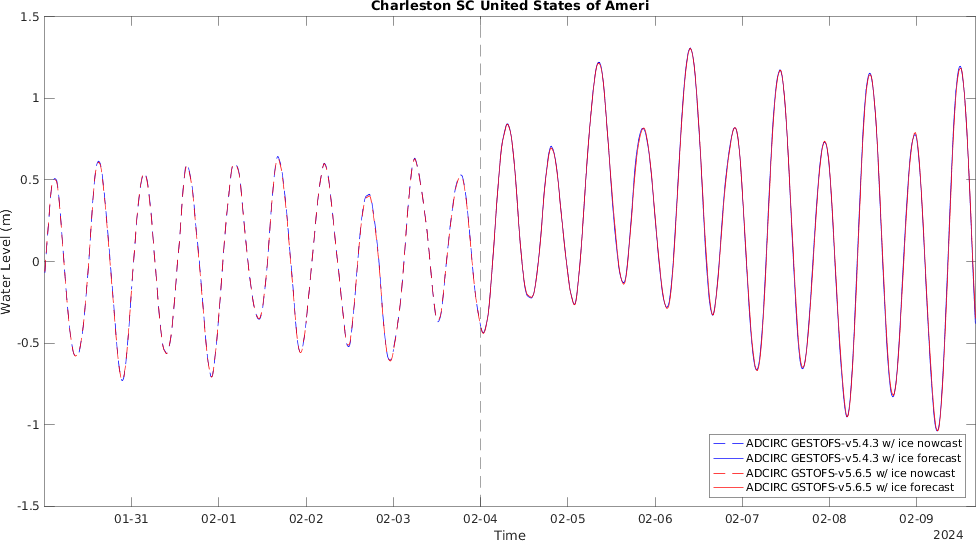 Charleston SC United States of Ameri
1.5
1
0.5
0
-0.5
-1
-1.5
Water Level (m)
ADCIRC GESTOFS-v5.4.3 w/ ice nowcast
ADCIRC GESTOFS-v5.4.3 w/ ice forecast
ADCIRC GSTOFS-v5.6.5 w/ ice nowcast
ADCIRC GSTOFS-v5.6.5 w/ ice forecast
01-31 02-01 02-02 02-03 02-04 02-05 02-06 02-07 02-08 02-09
Time
2024